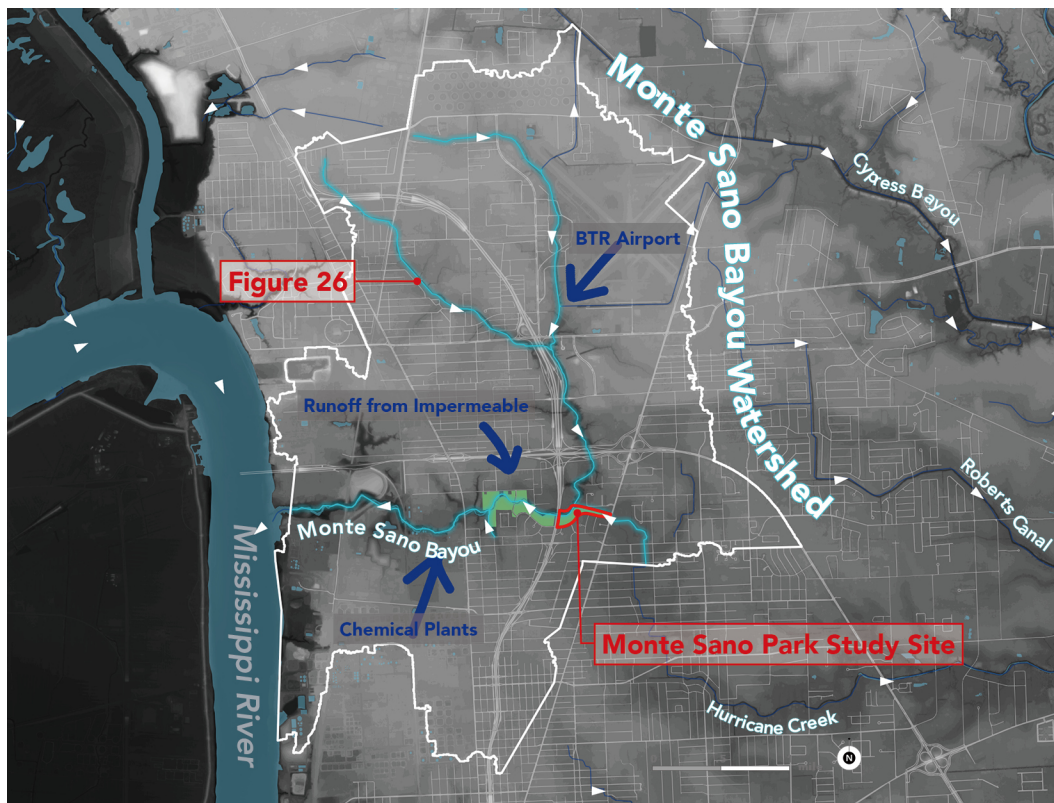 Monte Sano Bayou Watershed
Cypress Bayou
BTR Airport
Figure 26
Runoff from Impermeable
Roberts Canal
Monte Sano Bayou
Mississippi River
Chemical Plants
Monte Sano Park Study Site
Hurricane Creek
N